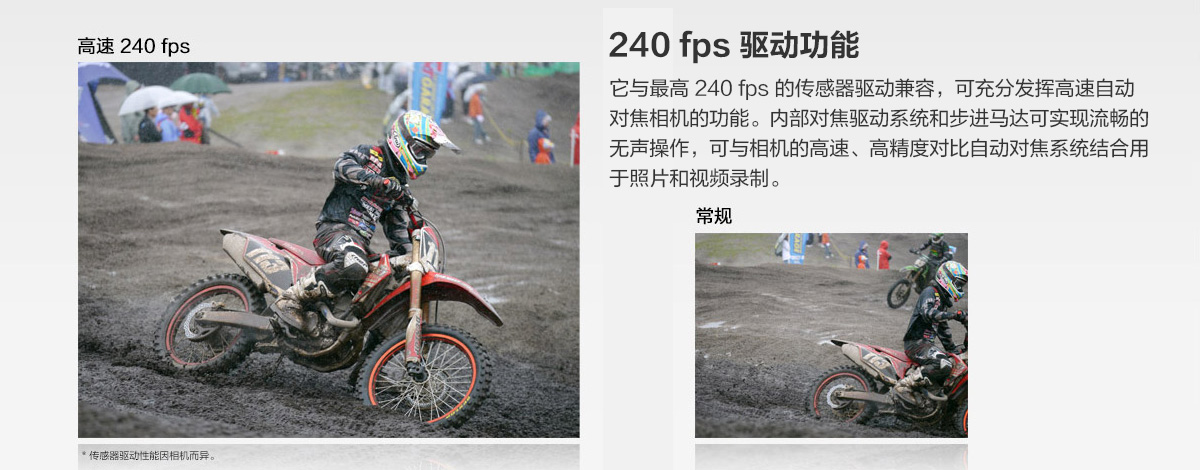 高速 240 fps
* 传感器驱动性能因相机而异。
240 fps 驱动功能
它与最高 240 fps 的传感器驱动兼容，可充分发挥高速自动
对焦相机的功能。内部对焦驱动系统和步进马达可实现流畅的
无声操作，可与相机的高速、高精度对比自动对焦系统结合用
于照片和视频录制。
常规